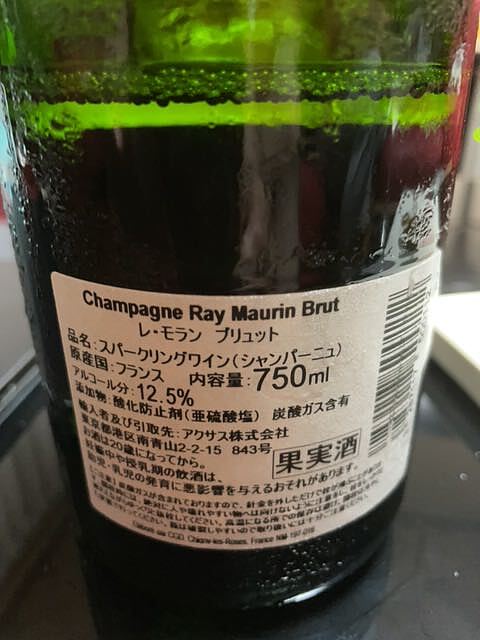 Champagne Ray Maurin Brut
レ・モラン ブリュット
品名：スパークリングワイン（シャンパーニュ）
原産国：フランス 内容量：750ml
アルコール分：12.5%
添加物：酸化防止剤（亜硫酸塩） 炭酸ガス含有
輸入者及び引取先：アクサス株式会社
東京都港区南青山2-2-15 843号
お酒は20歳になってから。
妊娠中や授乳期の飲酒は、
胎児・乳児の発育に悪影響を与えるおそれがあります。
果実酒
Chigny-les-Roses, France